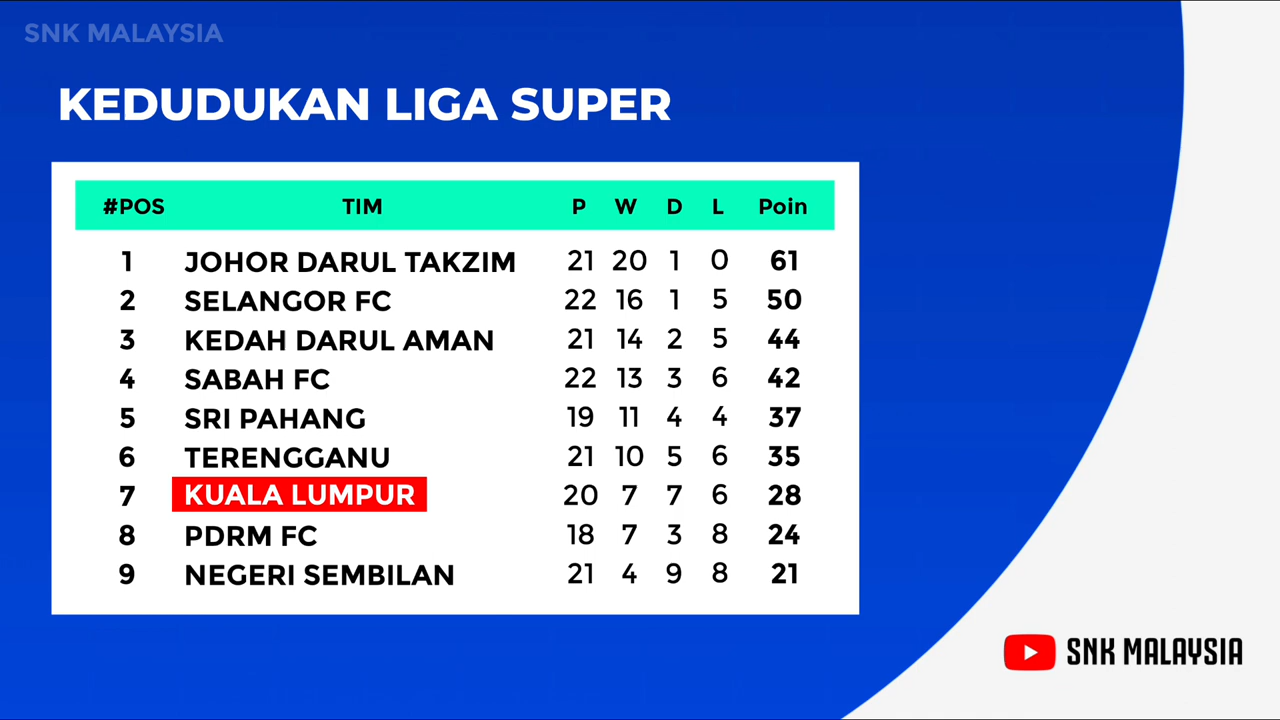 SNK MALAYSIA
KEDUDUKAN LIGA SUPER
#POS TIM P W D L Poin
1 JOHOR DARUL TAKZIM 21 20 1 0 61
2 SELANGOR FC 22 16 1 5 50
3 KEDAH DARUL AMAN 21 14 2 5 44
4 SABAH FC 22 13 3 6 42
5 SRI PAHANG 19 11 4 4 37
6 TERENGGANU 21 10 5 6 35
7 KUALA LUMPUR 20 7 7 6 28
8 PDRM FC 18 7 3 8 24
9 NEGERI SEMBILAN 21 4 9 8 21
SNK MALAYSIA